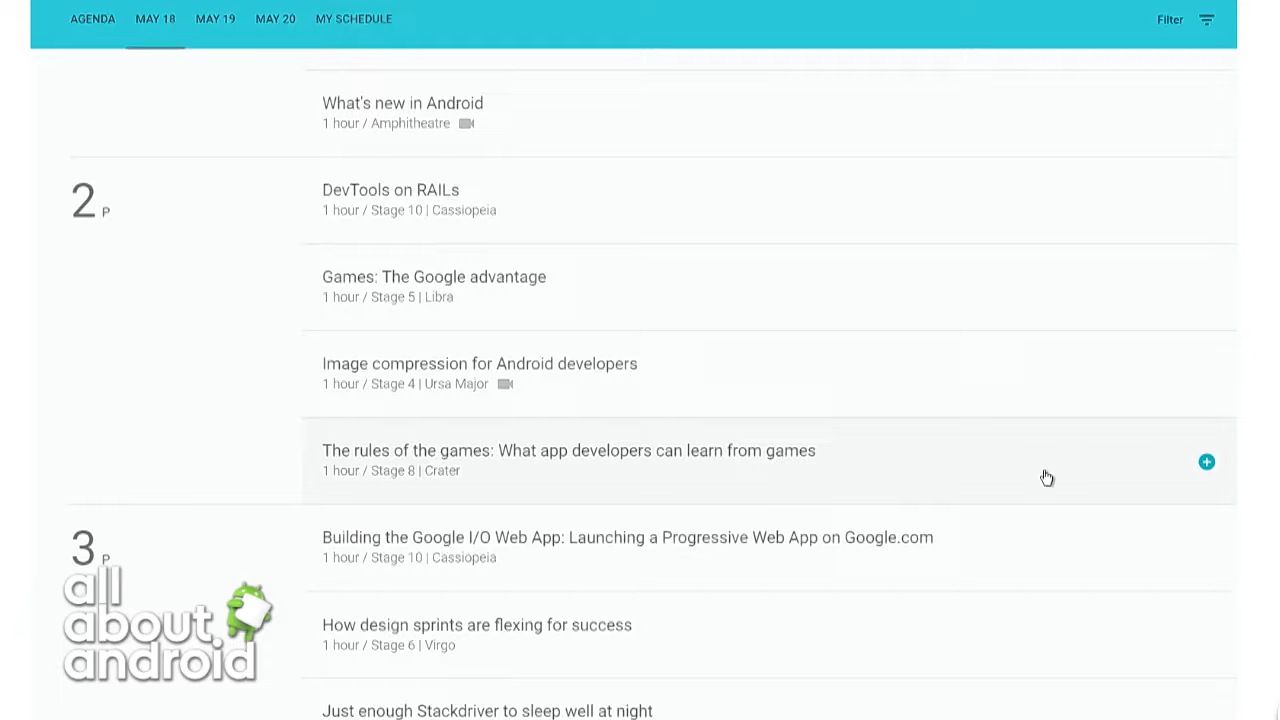 AGENDA MAY 18 MAY 19 MAY 20 MY SCHEDULE Filter
What's new in Android
1 hour / Amphitheatre
2 P
DevTools on RAILs
1 hour / Stage 10 | Cassiopeia
Games: The Google advantage
1 hour / Stage 5 | Libra
Image compression for Android developers
1 hour / Stage 4 | Ursa Major
The rules of the games: What app developers can learn from games
1 hour / Stage 8 | Crater
3 P
Building the Google I/O Web App: Launching a Progressive Web App on Google.com
1 hour / Stage 10 | Cassiopeia
How design sprints are flexing for success
1 hour / Stage 6 | Virgo
Just enough Stackdriver to sleep well at night
all
about
android